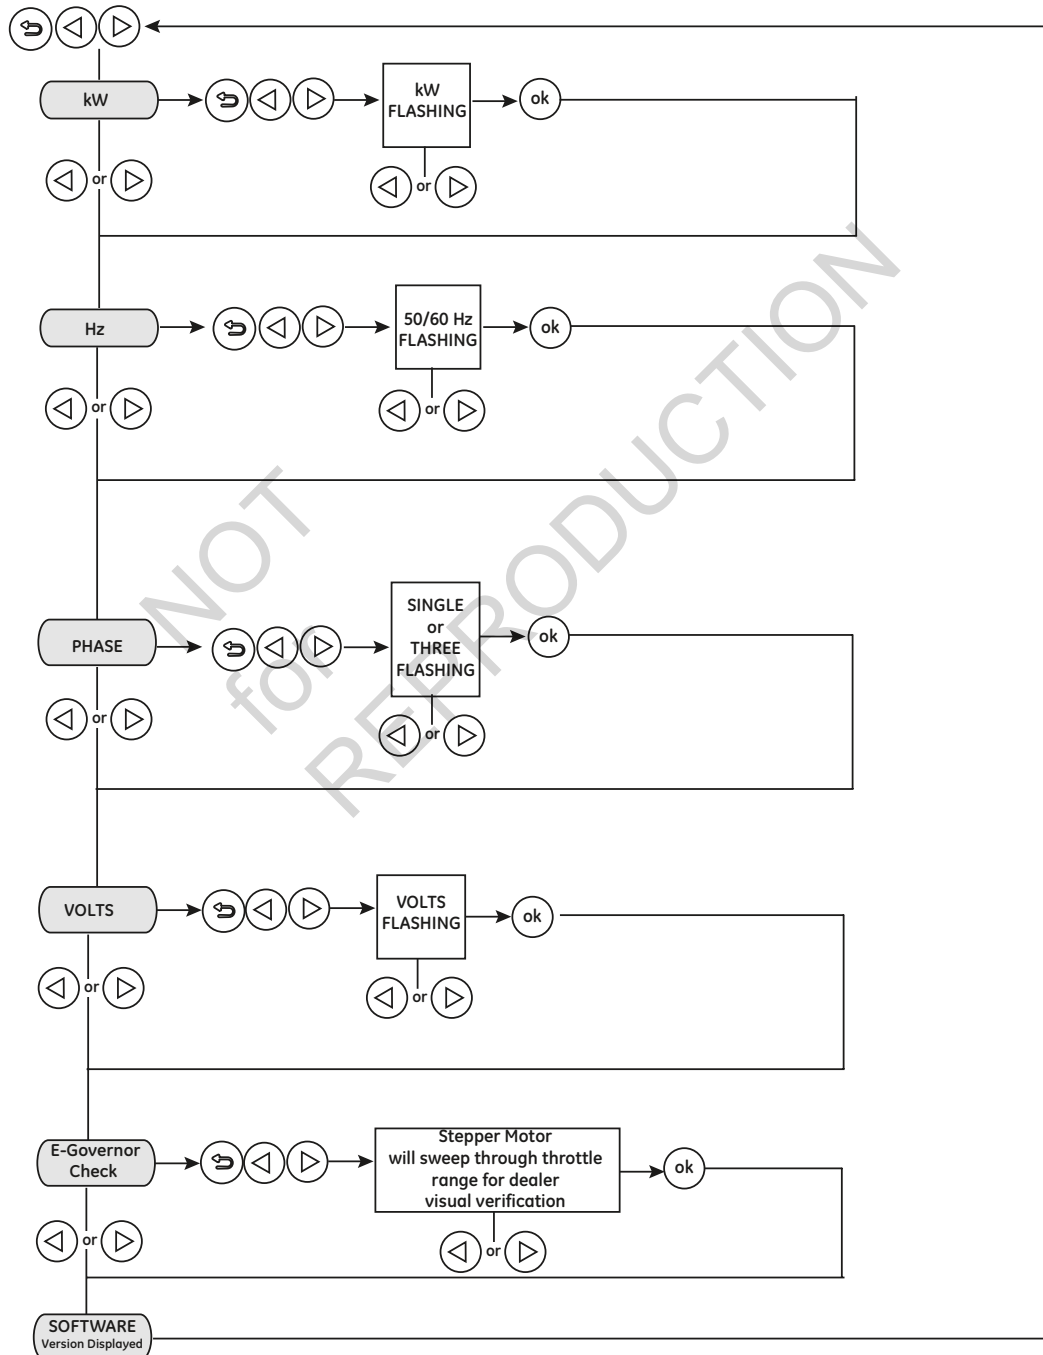 kW
kW
FLASHING
ok
or
or
Hz
50/60 Hz
FLASHING
ok
or
or
NOT
for
REPRODUCTION
PHASE
SINGLE
or
THREE
FLASHING
ok
or
or
VOLTS
VOLTS
FLASHING
ok
or
or
E-Governor
Check
Stepper Motor
will sweep through throttle
range for dealer
visual verification
ok
or
or
SOFTWARE
Version Displayed